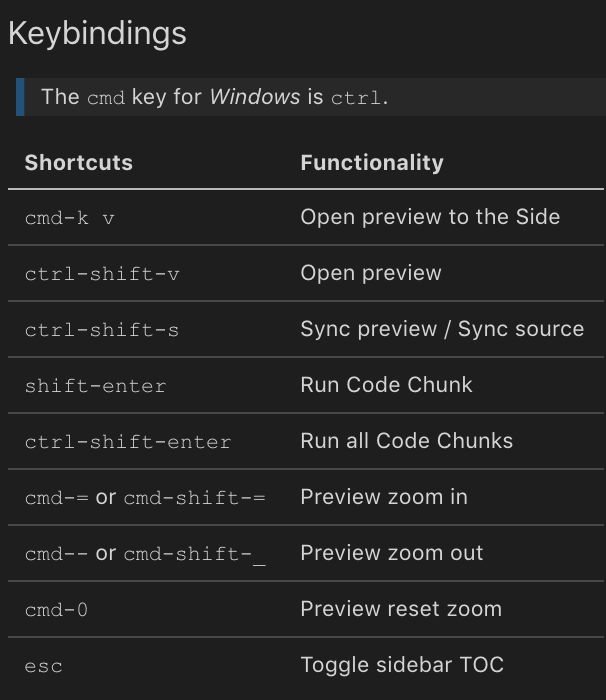 Keybindings
The cmd key for Windows is ctrl.
Shortcuts Functionality
cmd-k v Open preview to the Side
ctrl-shift-v Open preview
ctrl-shift-s Sync preview / Sync source
shift-enter Run Code Chunk
ctrl-shift-enter Run all Code Chunks
cmd-= or cmd-shift-= Preview zoom in
cmd-- or cmd-shift-_ Preview zoom out
cmd-0 Preview reset zoom
esc Toggle sidebar TOC